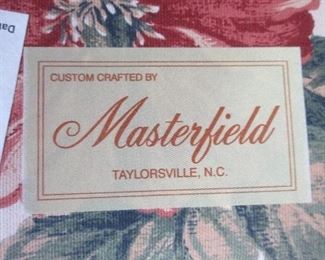 CUSTOM CRAFTED BY
Masterfield
TAYLORSVILLE, N.C.